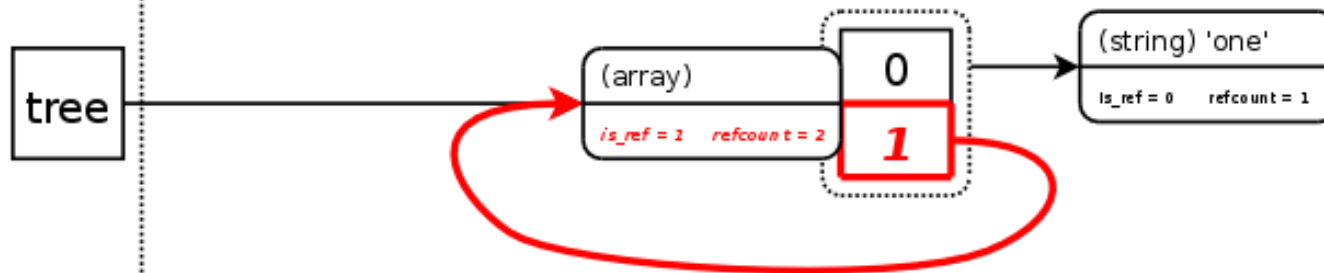 tree
(array)
is_ref = 1 refcount = 2
0
1
(string) 'one'
is_ref = 0 refcount = 1